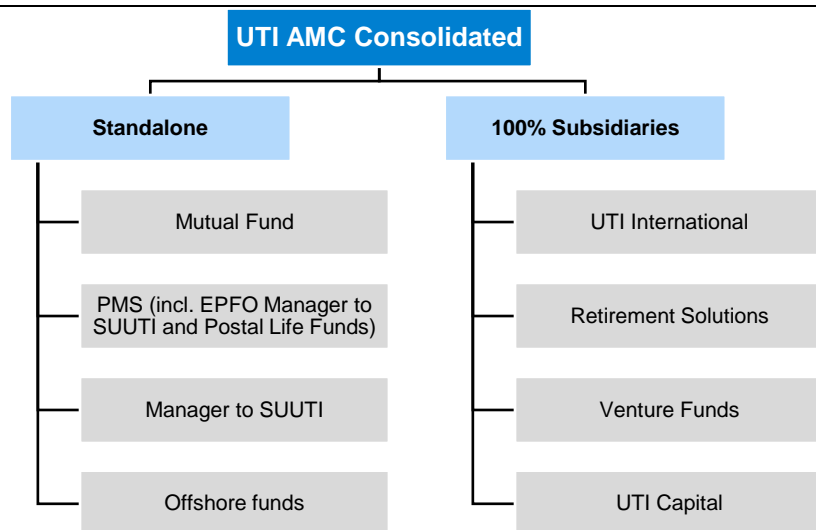 UTI AMC Consolidated
Standalone
100% Subsidiaries
Mutual Fund
UTI International
PMS (incl. EPFO Manager to
SUUTI and Postal Life Funds)
Retirement Solutions
Manager to SUUTI
Venture Funds
Offshore funds
UTI Capital